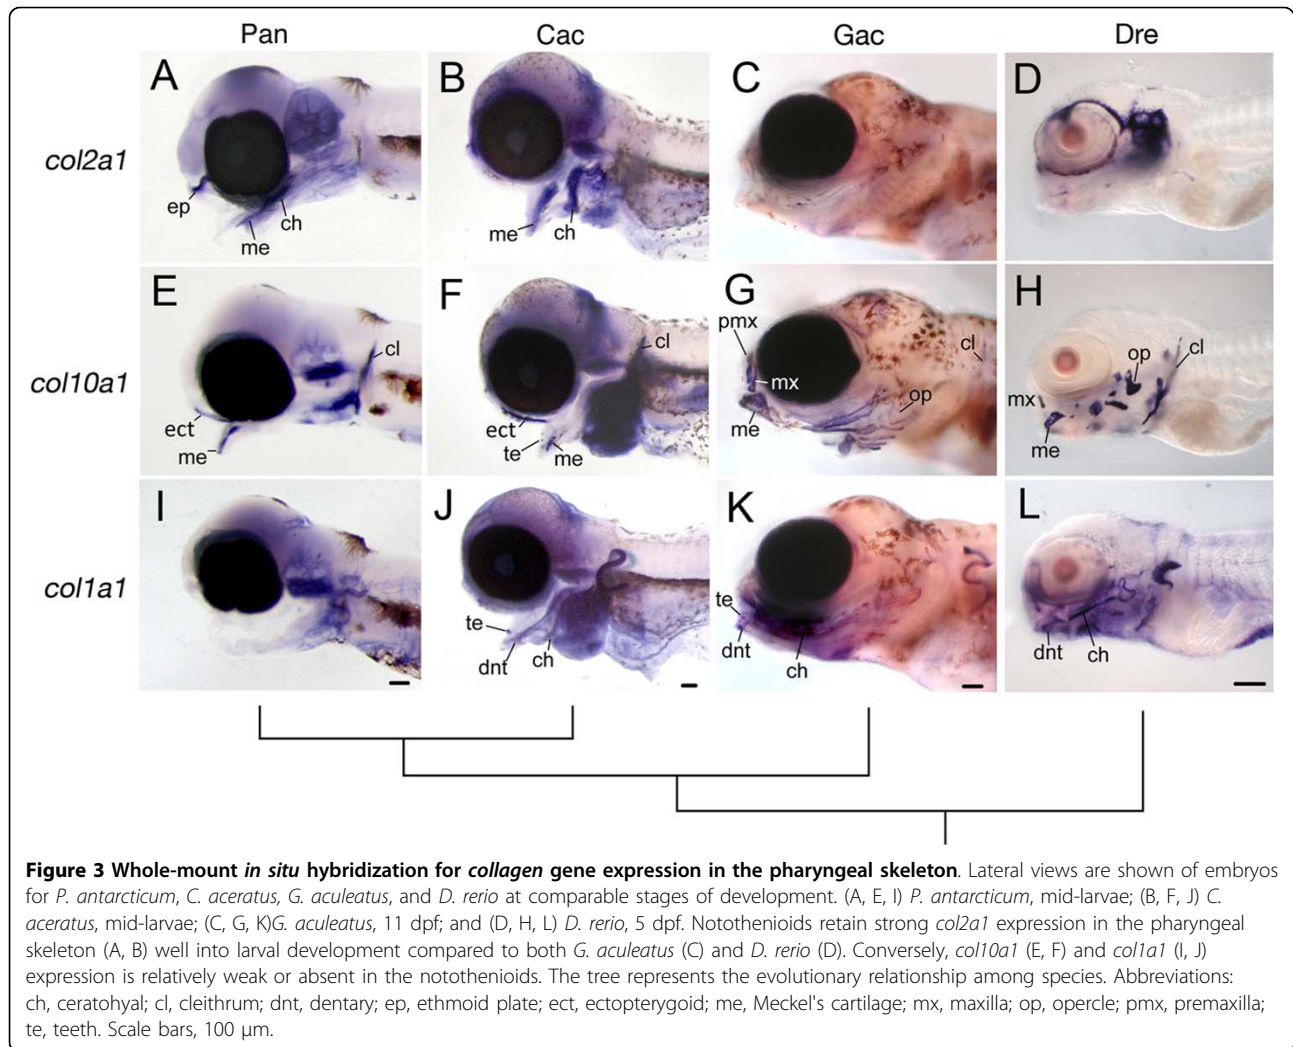 Pan Cac Gac Dre
col2a1
A B C D
ep me ch me ch
col10a1
E F G H
ect me cl
ect te me cl
pmx mx me op cl
mx me op cl
col1a1
I J K L
te dnt ch
te dnt ch
dnt ch
Figure 3 Whole-mount in situ hybridization for collagen gene expression in the pharyngeal skeleton. Lateral views are shown of embryos
for P. antarcticum, C. aceratus, G. aculeatus, and D. rerio at comparable stages of development. (A, E, I) P. antarcticum, mid-larvae; (B, F, J) C.
aceratus, mid-larvae; (C, G, K)G. aculeatus, 11 dpf; and (D, H, L) D. rerio, 5 dpf. Notothenioids retain strong col2a1 expression in the pharyngeal
skeleton (A, B) well into larval development compared to both G. aculeatus (C) and D. rerio (D). Conversely, col10a1 (E, F) and col1a1 (I, J)
expression is relatively weak or absent in the notothenioids. The tree represents the evolutionary relationship among species. Abbreviations:
ch, ceratohyal; cl, cleithrum; dnt, dentary; ep, ethmoid plate; ect, ectopterygoid; me, Meckel's cartilage; mx, maxilla; op, opercle; pmx, premaxilla;
te, teeth. Scale bars, 100 μm.